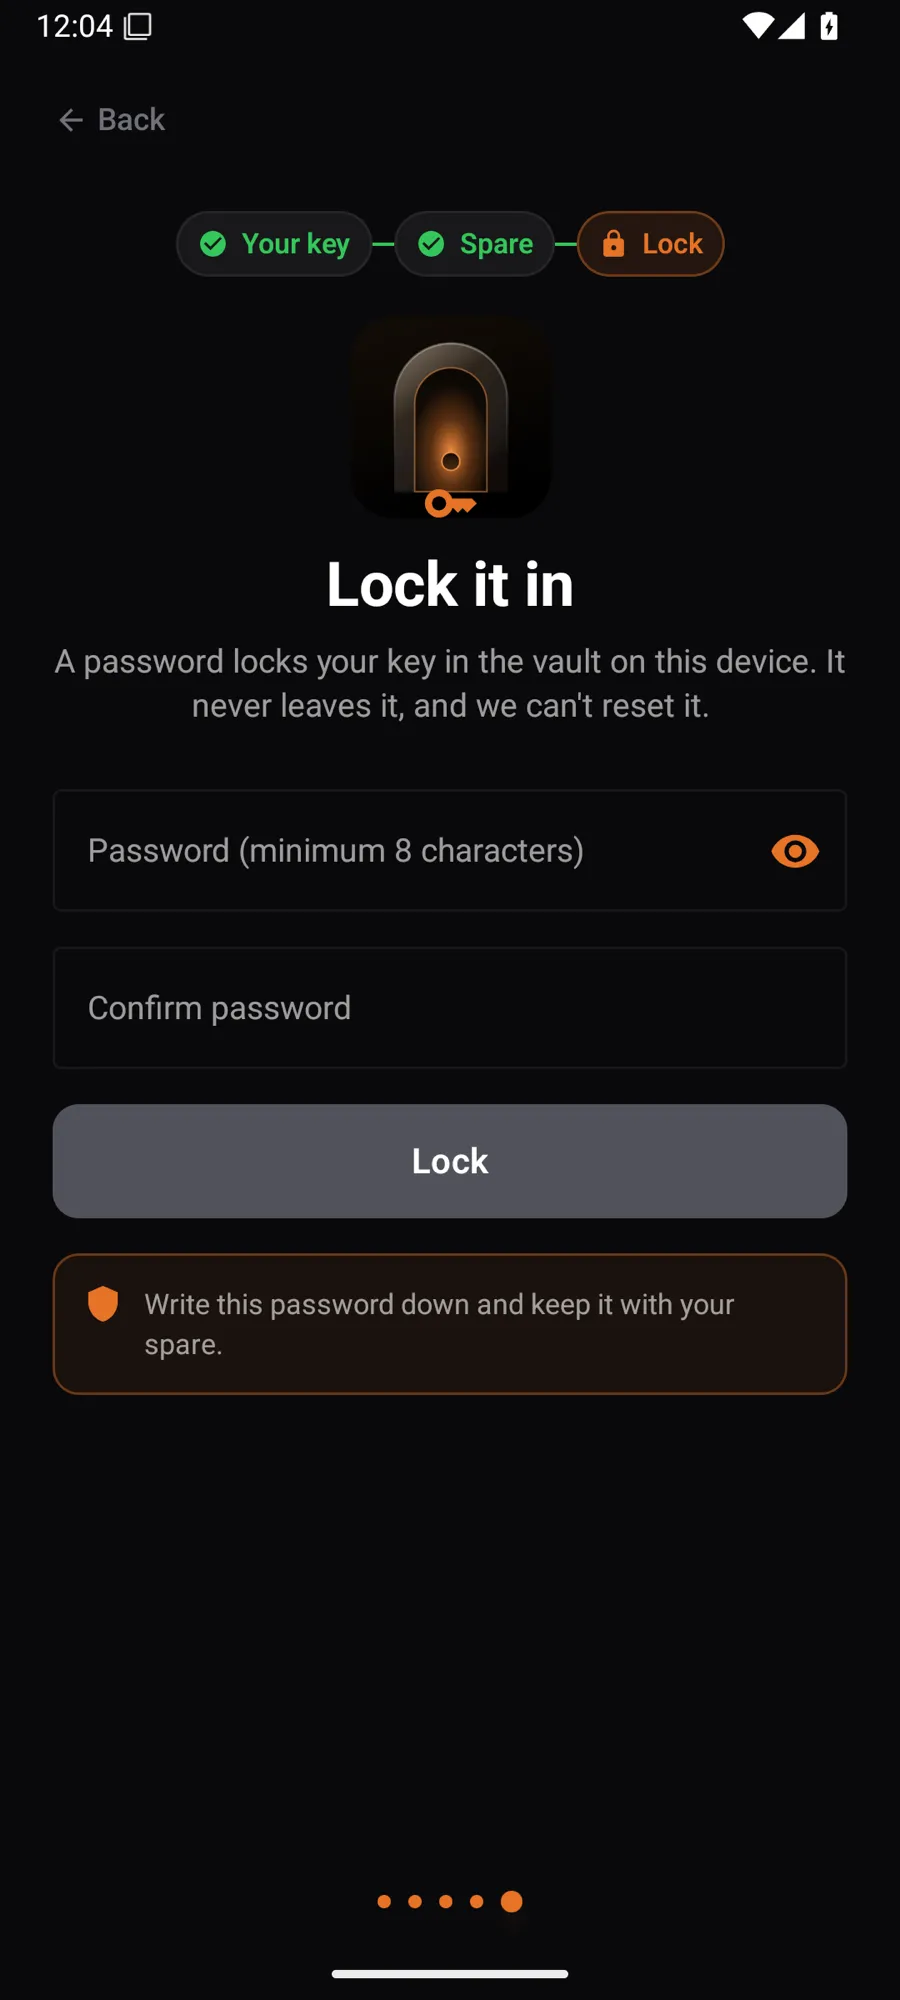 12:04
Back
Your key
Spare
Lock
Lock it in
A password locks your key in the vault on this device. It
never leaves it, and we can't reset it.
Password (minimum 8 characters)
Confirm password
Lock
Write this password down and keep it with your
spare.